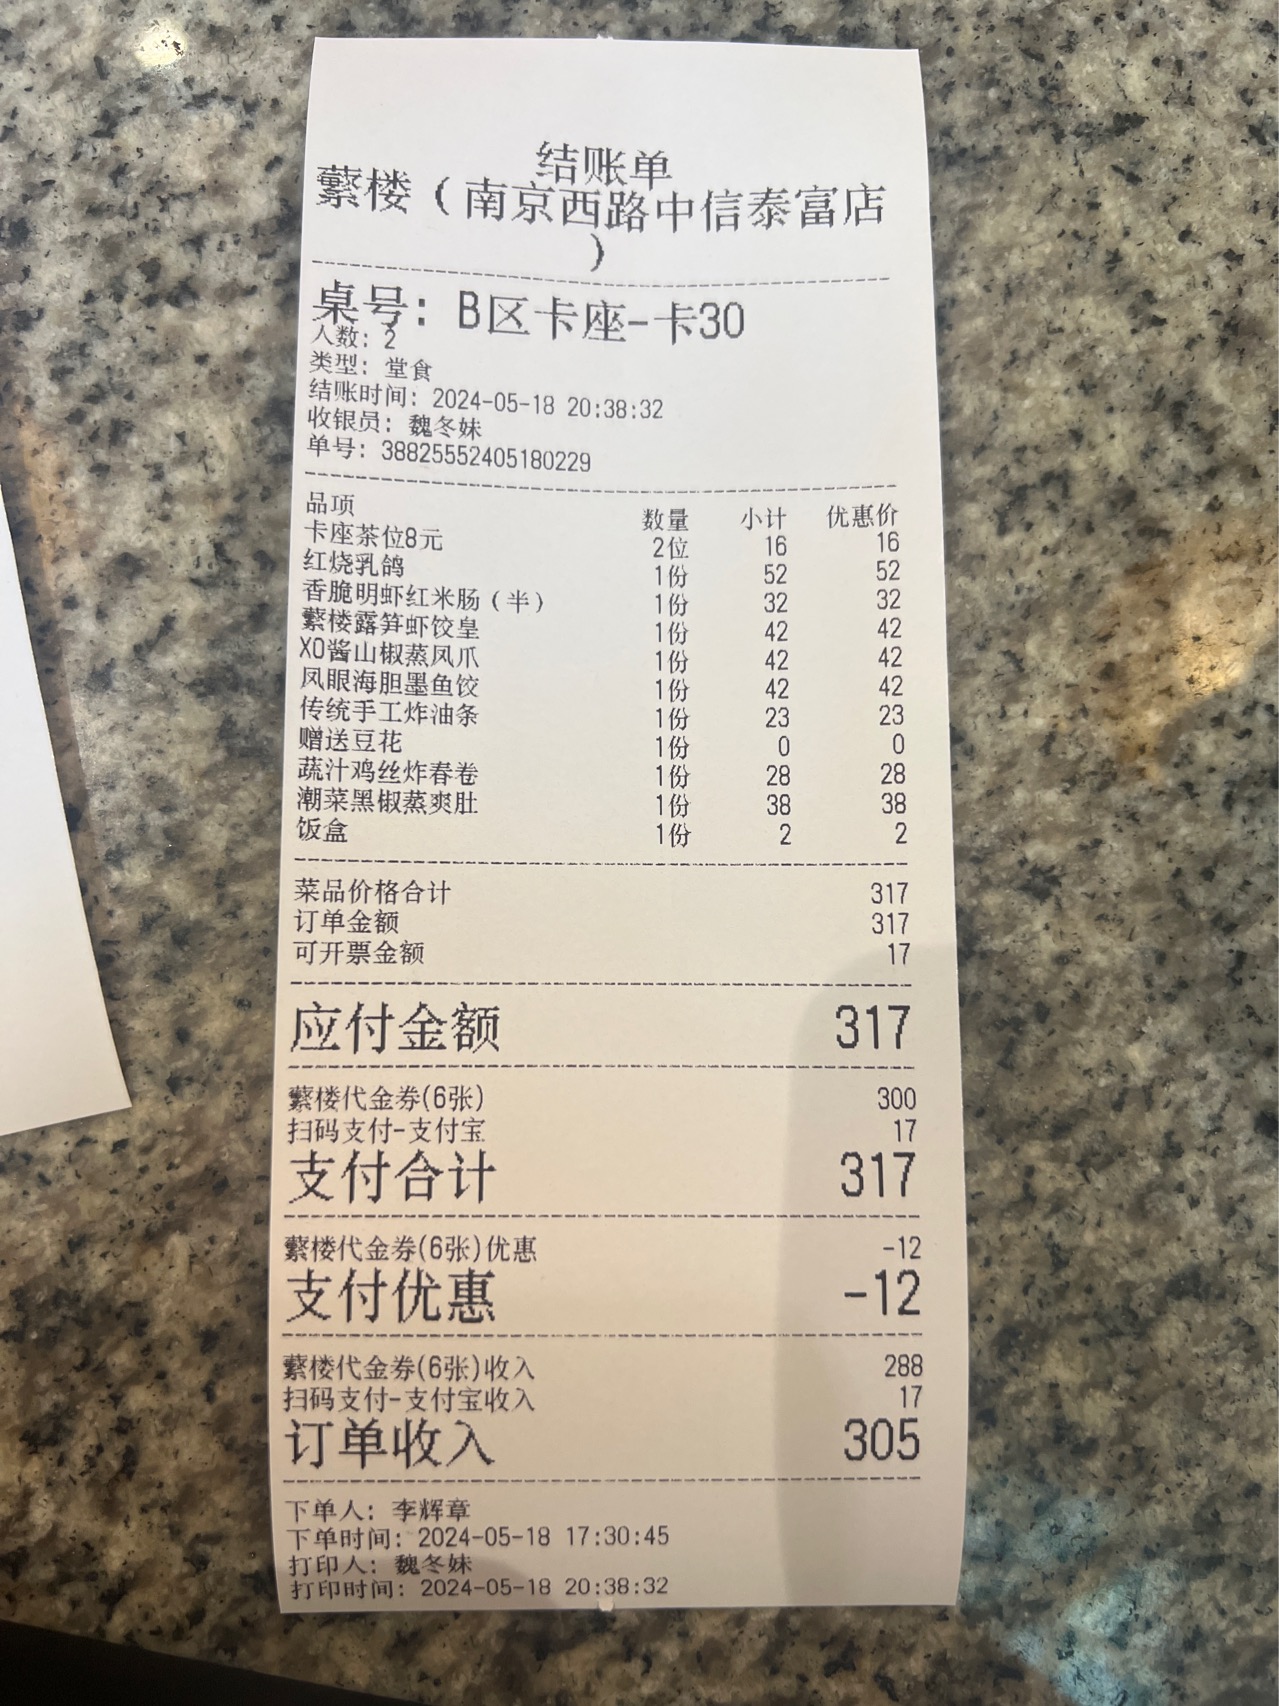 结账单
蘩楼（南京西路中信泰富店
）
桌号：B区卡座-卡30
人数：2
类型：堂食
结账时间：2024-05-18 20:38:32
收银员：魏冬妹
单号：38825552405180229
品项 数量 小计 优惠价
卡座茶位8元 2位 16 16
红烧乳鸽 1份 52 52
香脆明虾红米肠（半） 1份 32 32
蘩楼露笋虾饺皇 1份 42 42
XO酱山椒蒸凤爪 1份 42 42
凤眼海胆墨鱼饺 1份 42 42
传统手工炸油条 1份 23 23
赠送豆花 1份 0 0
蔬汁鸡丝炸春卷 1份 28 28
潮菜黑椒蒸爽肚 1份 38 38
饭盒 1份 2 2
菜品价格合计 317
订单金额 317
可开票金额 17
应付金额 317
蘩楼代金券(6张) 300
扫码支付-支付宝 17
支付合计 317
蘩楼代金券(6张)优惠 -12
支付优惠 -12
蘩楼代金券(6张)收入 288
扫码支付-支付宝收入 17
订单收入 305
下单人：李辉章
下单时间：2024-05-18 17:30:45
打印人：魏冬妹
打印时间：2024-05-18 20:38:32